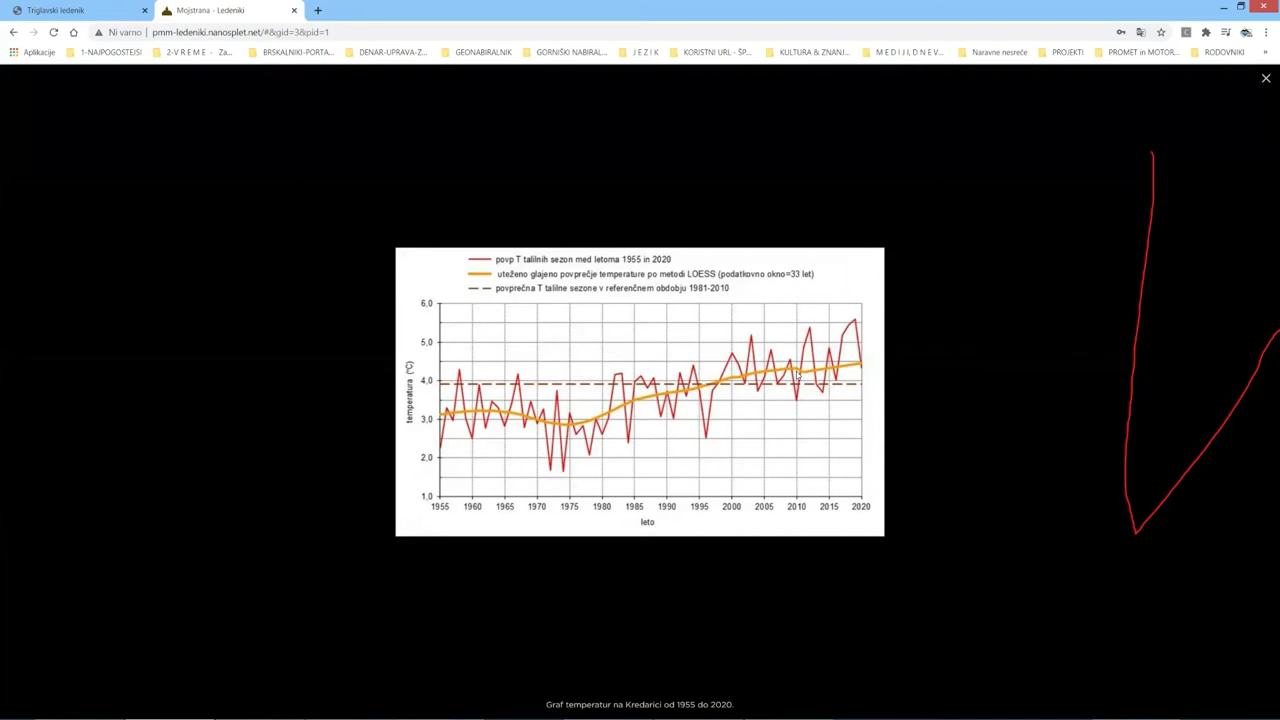 Triglavski ledenik
Mojstrana - Ledeniki
Ni varno | pmm-ledeniki.nanosplet.net/#&gid=3&pid=1
Aplikacije 1-NAJPOGOSTEJSI 2-V R E M E - Za... BRSKALNIKI-PORTA... DENAR-UPRAVA-Z... GEONABIRALNIK GORNIŠKI NABIRAL... J E Z I K KORISTNI URL - ŠP... KULTURA & ZNANJ... M E D I J I, D N E V... Naravne nesreče PROJEKTI PROMET in MOTOR... RODOVNIKI »
povp T talilnih sezon med letoma 1955 in 2020
uteženo glajeno povprečje temperature po metodi LOESS (podatkovno okno=33 let)
povprečna T talilne sezone v referenčnem obdobju 1981-2010
6,0
5,0
4,0
3,0
2,0
1,0
temperatura (°C)
1955 1960 1965 1970 1975 1980 1985 1990 1995 2000 2005 2010 2015 2020
leto
Graf temperatur na Kredarici od 1955 do 2020.